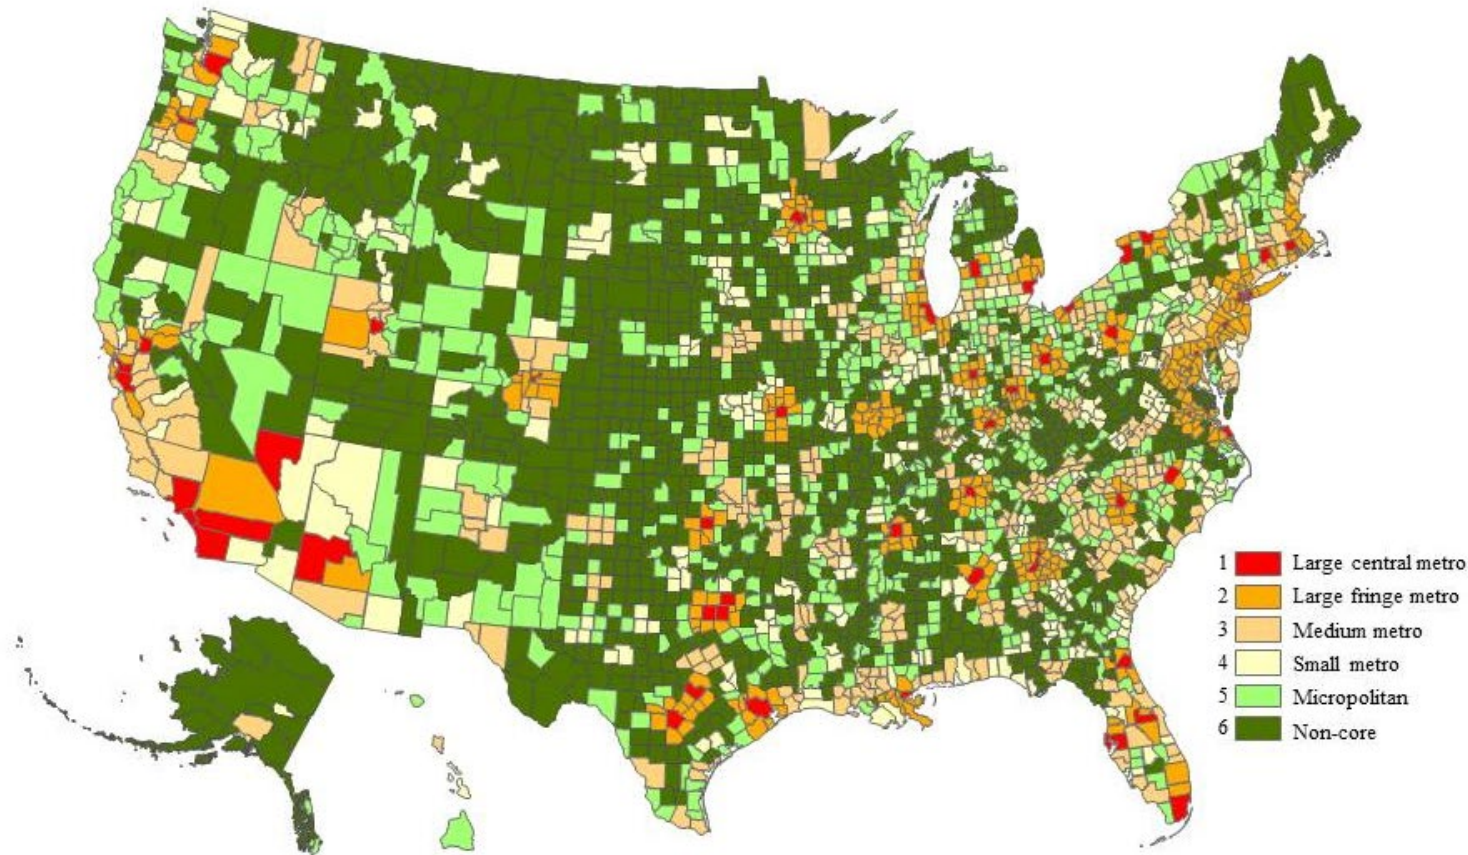 1 Large central metro
2 Large fringe metro
3 Medium metro
4 Small metro
5 Micropolitan
6 Non-core